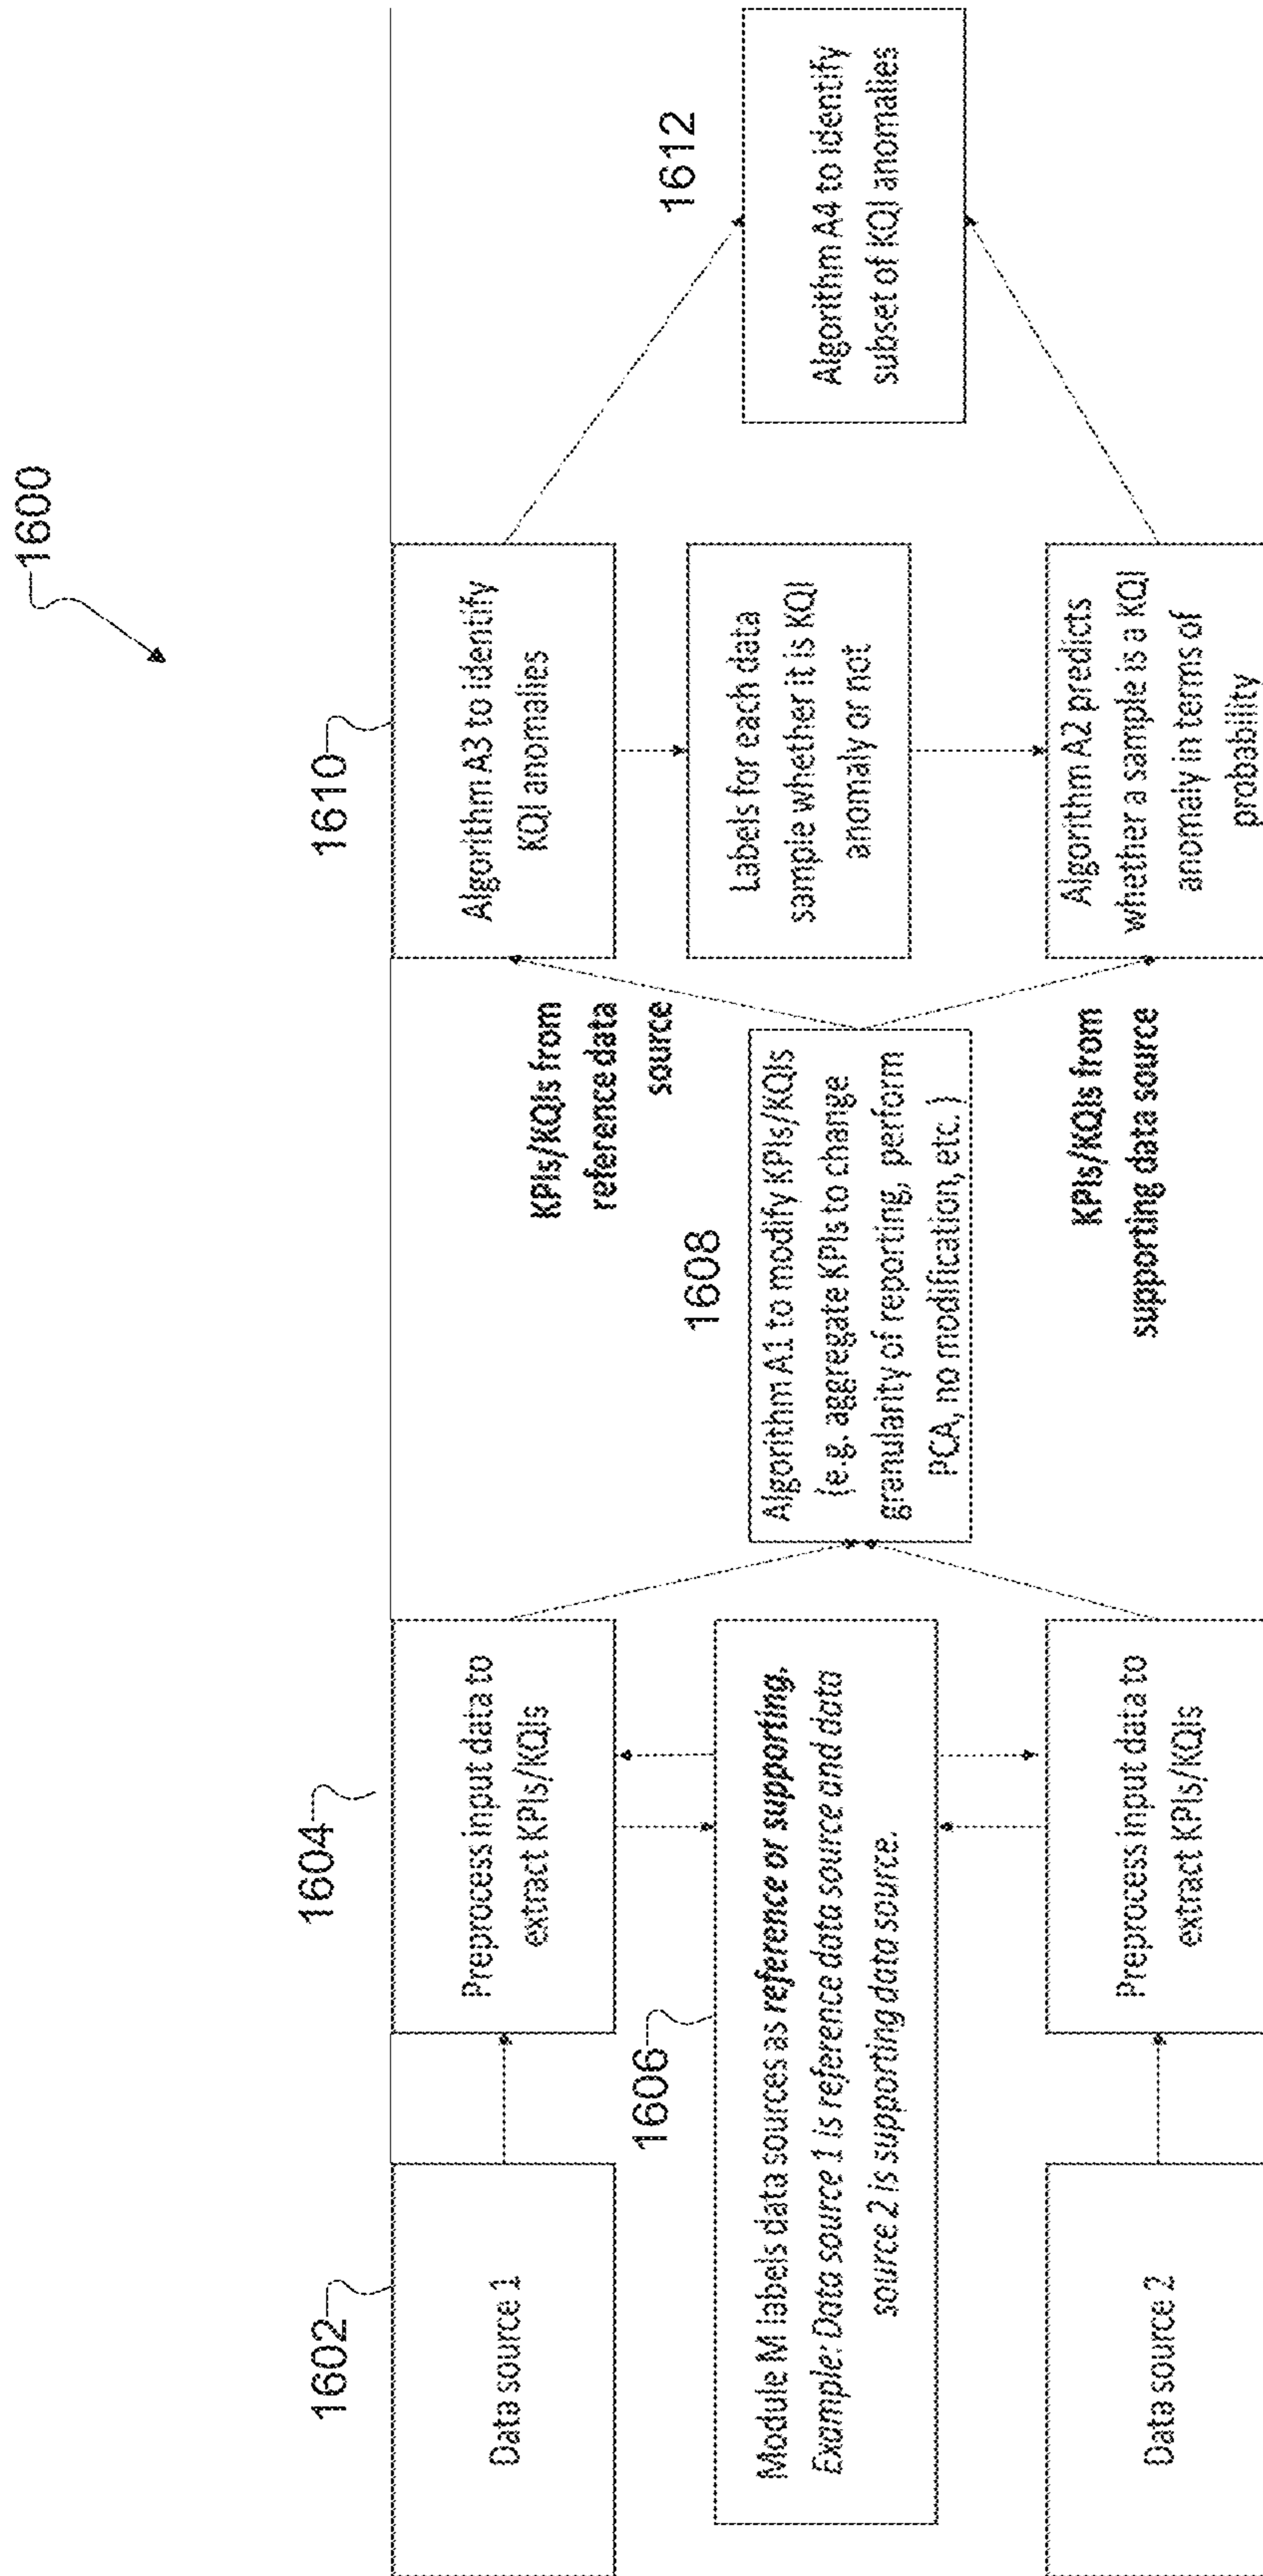 1600
1602
Data source 1
1604
Preprocess input data to
extract KPIs/KQIs
1606
Module M labels data sources as reference or supporting.
Example: Data source 1 is reference data source and data
source 2 is supporting data source.
Data source 2
Preprocess input data to
extract KPIs/KQIs
1608
Algorithm A1 to modify KPIs/KQIs
(e.g. aggregate KPIs to change
granularity of reporting, perform
PCA, no modification, etc. )
KPIs/KQIs from
reference data
source
KPIs/KQIs from
supporting data source
1610
Algorithm A3 to identify
KQI anomalies
Labels for each data
sample whether it is KQI
anomaly or not
Algorithm A2 predicts
whether a sample is a KQI
anomaly in terms of
probability
1612
Algorithm A4 to identify
subset of KQI anomalies